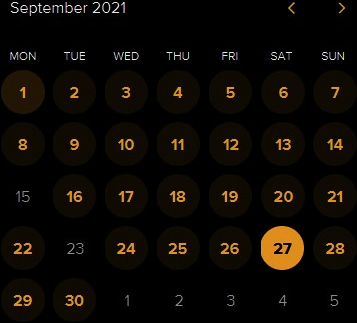 September 2021
MON TUE WED THU FRI SAT SUN
1 2 3 4 5 6 7
8 9 10 11 12 13 14
15 16 17 18 19 20 21
22 23 24 25 26 27 28
29 30 1 2 3 4 5